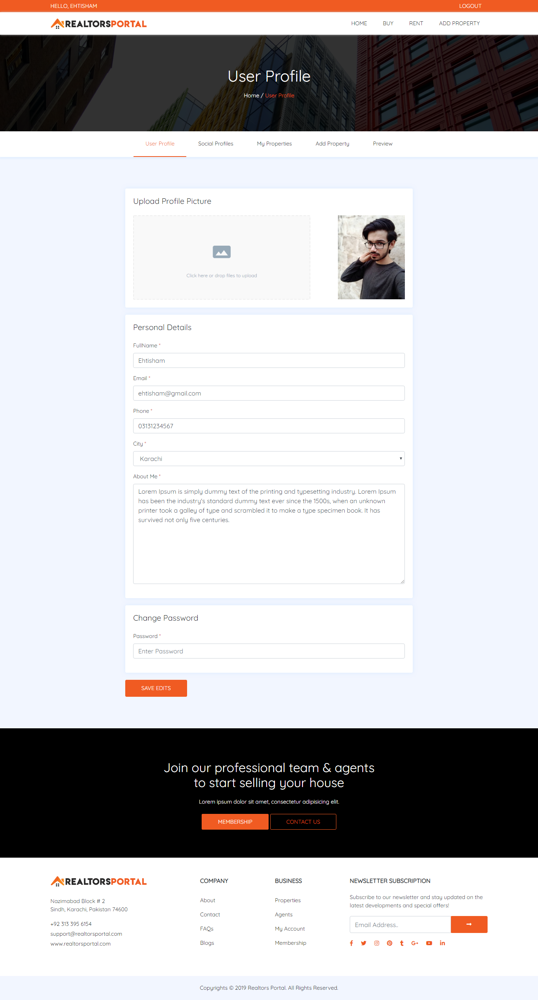 HELLO, EHTISHAM
LOGOUT
REALTORSPORTAL
HOME BUY RENT ADD PROPERTY
User Profile
Home / User Profile
User Profile Social Profiles My Properties Add Property Preview
Upload Profile Picture
Click here or drop files to upload
Personal Details
FullName *
Ehtisham
Email *
ehtisham@gmail.com
Phone *
03131234567
City *
Karachi
About Me *
Lorem Ipsum is simply dummy text of the printing and typesetting industry. Lorem Ipsum
has been the industry's standard dummy text ever since the 1500s, when an unknown
printer took a galley of type and scrambled it to make a type specimen book. It has
survived not only five centuries.
Change Password
Password *
Enter Password
SAVE EDITS
Join our professional team & agents
to start selling your house
Lorem ipsum dolor sit amet, consectetur adipisicing elit.
MEMBERSHIP CONTACT US
REALTORSPORTAL
Nazimabad Block # 2
Sindh, Karachi, Pakistan 74600
+92 313 395 6154
support@realtorsportal.com
www.realtorsportal.com
COMPANY
About
Contact
FAQs
Blogs
BUSINESS
Properties
Agents
My Account
Membership
NEWSLETTER SUBSCRIPTION
Subscribe to our newsletter and stay updated on the
latest developments and special offers!
Email Address..
Copyrights © 2019 Realtors Portal. All Rights Reserved.